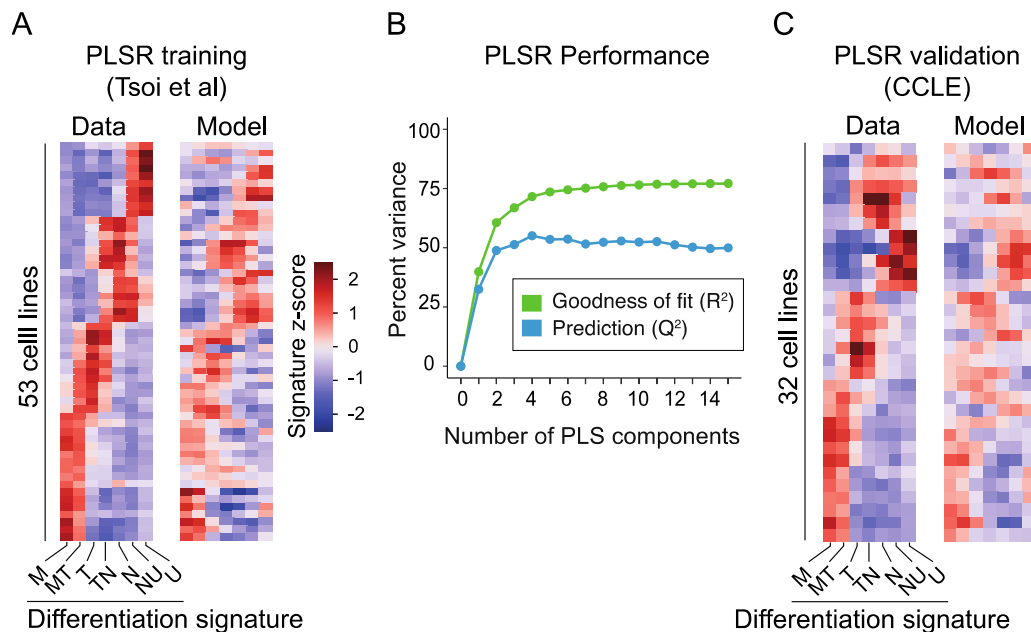 A
PLSR training
(Tsoi et al)
Data
Model
53 celll lines
Signature z-score
2
1
0
-1
-2
M
MT
T
TN
N
NU
U
Differentiation signature
B
PLSR Performance
Percent variance
100
75
50
25
0
Goodness of fit (R²)
Prediction (Q²)
0 2 4 6 8 10 12 14
Number of PLS components
C
PLSR validation
(CCLE)
Data
Model
32 cell lines
M
MT
T
TN
N
NU
U
Differentiation signature